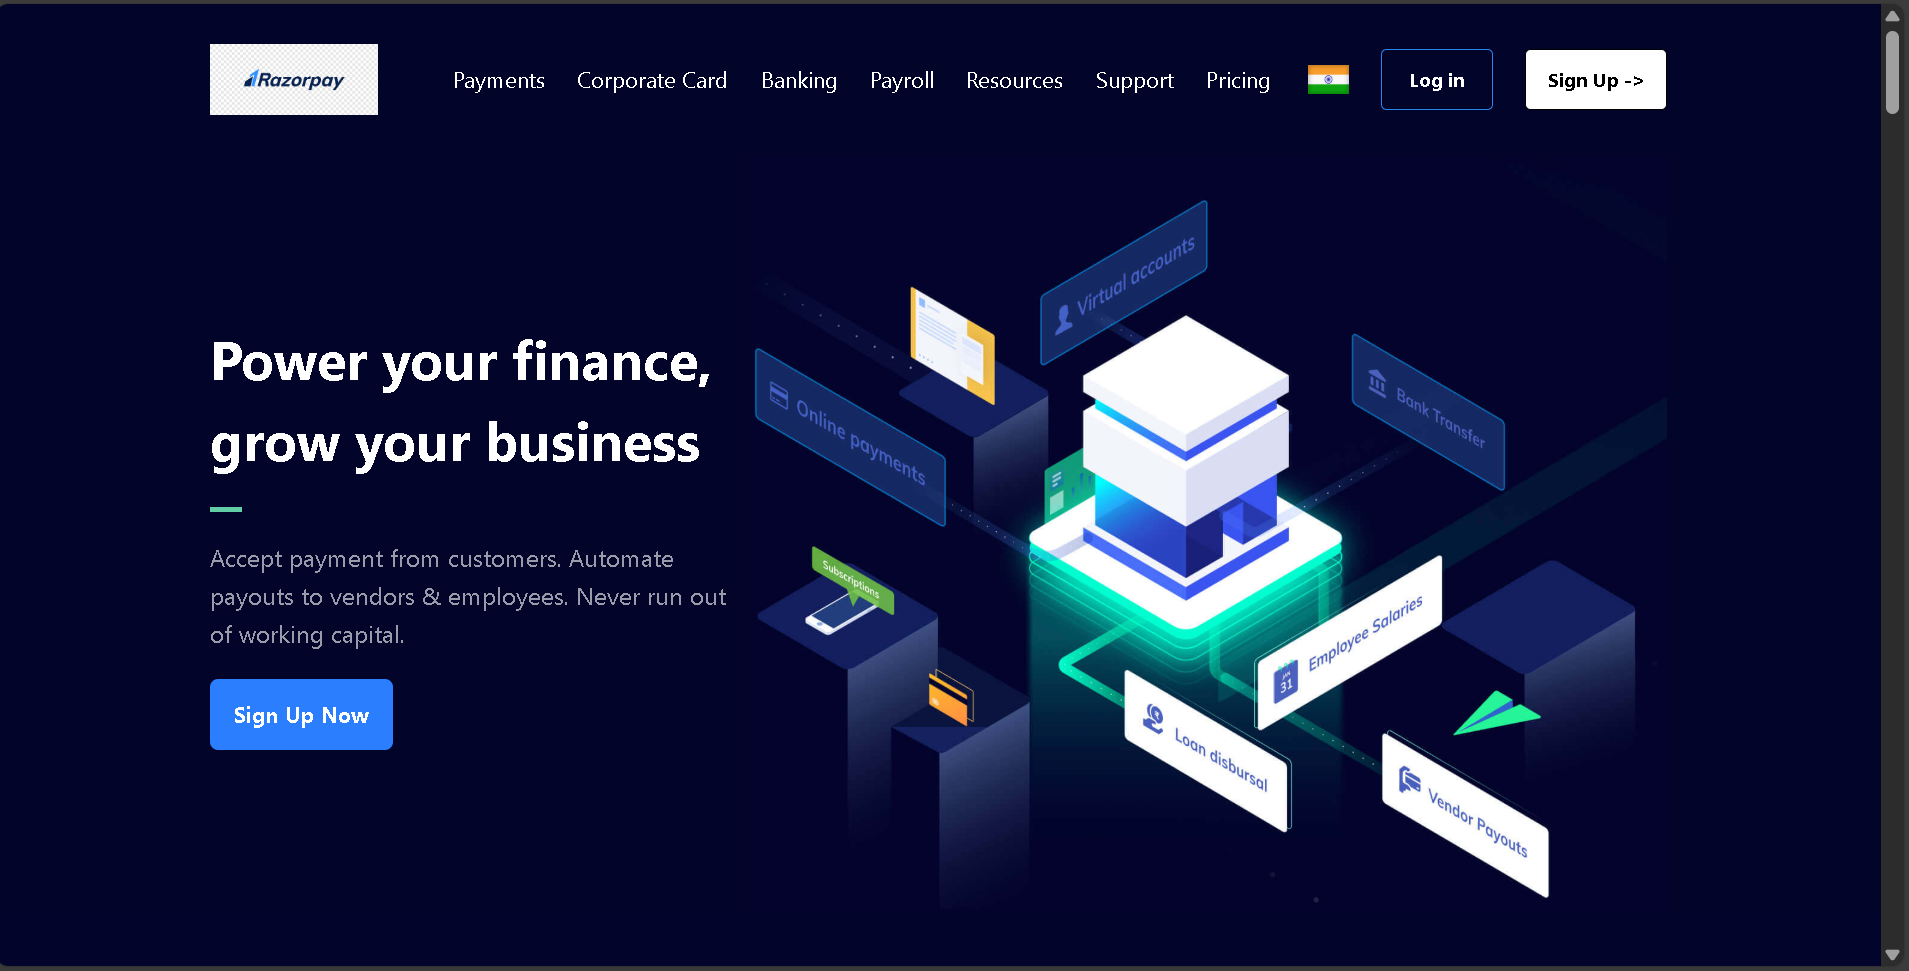 Razorpay
Payments
Corporate Card
Banking
Payroll
Resources
Support
Pricing
Log in
Sign Up ->
Power your finance,
grow your business
Accept payment from customers. Automate
payouts to vendors & employees. Never run out
of working capital.
Sign Up Now
Virtual accounts
Online payments
Bank Transfer
Subscriptions
Employee Salaries
JAN
31
Loan disbursal
Vendor Payouts